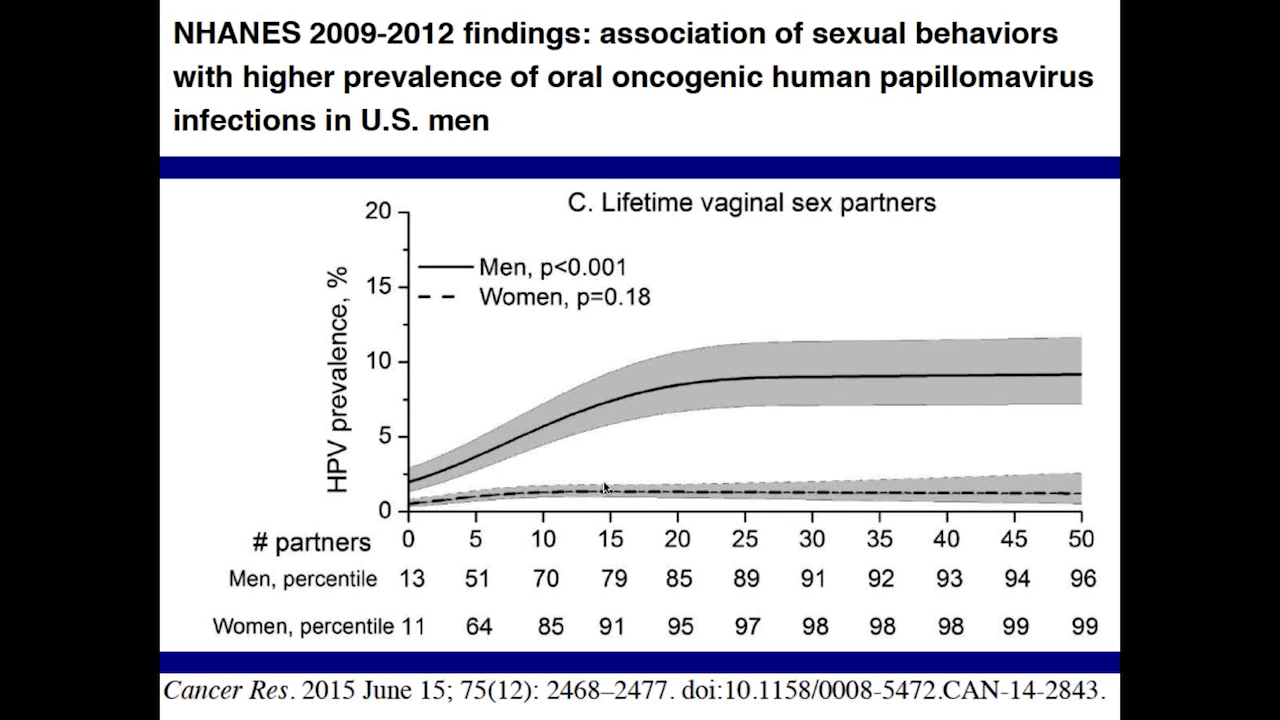 NHANES 2009-2012 findings: association of sexual behaviors
with higher prevalence of oral oncogenic human papillomavirus
infections in U.S. men
C. Lifetime vaginal sex partners
20
15
10
5
0
HPV prevalence, %
Men, p<0.001
Women, p=0.18
# partners 0 5 10 15 20 25 30 35 40 45 50
Men, percentile 13 51 70 79 85 89 91 92 93 94 96
Women, percentile 11 64 85 91 95 97 98 98 98 99 99
Cancer Res. 2015 June 15; 75(12): 2468–2477. doi:10.1158/0008-5472.CAN-14-2843.